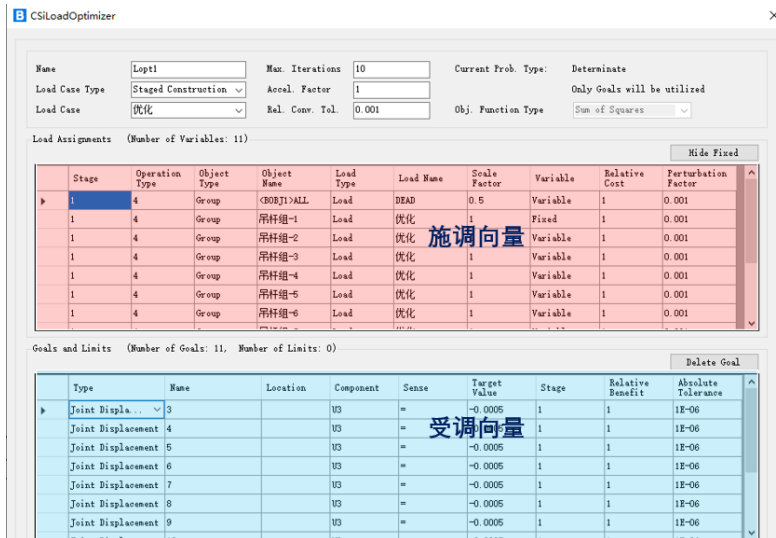 CSiLoadOptimizer
Name Lopt1 Max. Iterations 10 Current Prob. Type: Determinate
Load Case Type Staged Construction Accel. Factor 1 Only Goals will be utilized
Load Case 优化 Rel. Conv. Tol. 0.001 Obj. Function Type Sum of Squares
Load Assignments (Number of Variables: 11)
Hide Fixed
Stage Operation Type Object Type Object Name Load Type Load Name Scale Factor Variable Relative Cost Perturbation Factor
1 4 Group <BOBJ1>ALL Load DEAD 0.5 Variable 1 0.001
1 4 Group 吊杆组-1 Load 优化 1 Fixed 1 0.001
1 4 Group 吊杆组-2 Load 优化 Variable 1 0.001
施调向量
1 4 Group 吊杆组-3 Load 优化 1 Variable 1 0.001
1 4 Group 吊杆组-4 Load 优化 1 Variable 1 0.001
1 4 Group 吊杆组-5 Load 优化 1 Variable 1 0.001
1 4 Group 吊杆组-6 Load 优化 1 Variable 1 0.001
Goals and Limits (Number of Goals: 11, Number of Limits: 0)
Delete Goal
Type Name Location Component Sense Target Value Stage Relative Benefit Absolute Tolerance
Joint Displa... 3 U3 = -0.0005 1 1 1E-06
Joint Displacement 4 U3 = -0.0005 1 1 1E-06
受调向量
Joint Displacement 5 U3 = -0.0005 1 1 1E-06
Joint Displacement 6 U3 = -0.0005 1 1 1E-06
Joint Displacement 7 U3 = -0.0005 1 1 1E-06
Joint Displacement 8 U3 = -0.0005 1 1 1E-06
Joint Displacement 9 U3 = -0.0005 1 1 1E-06